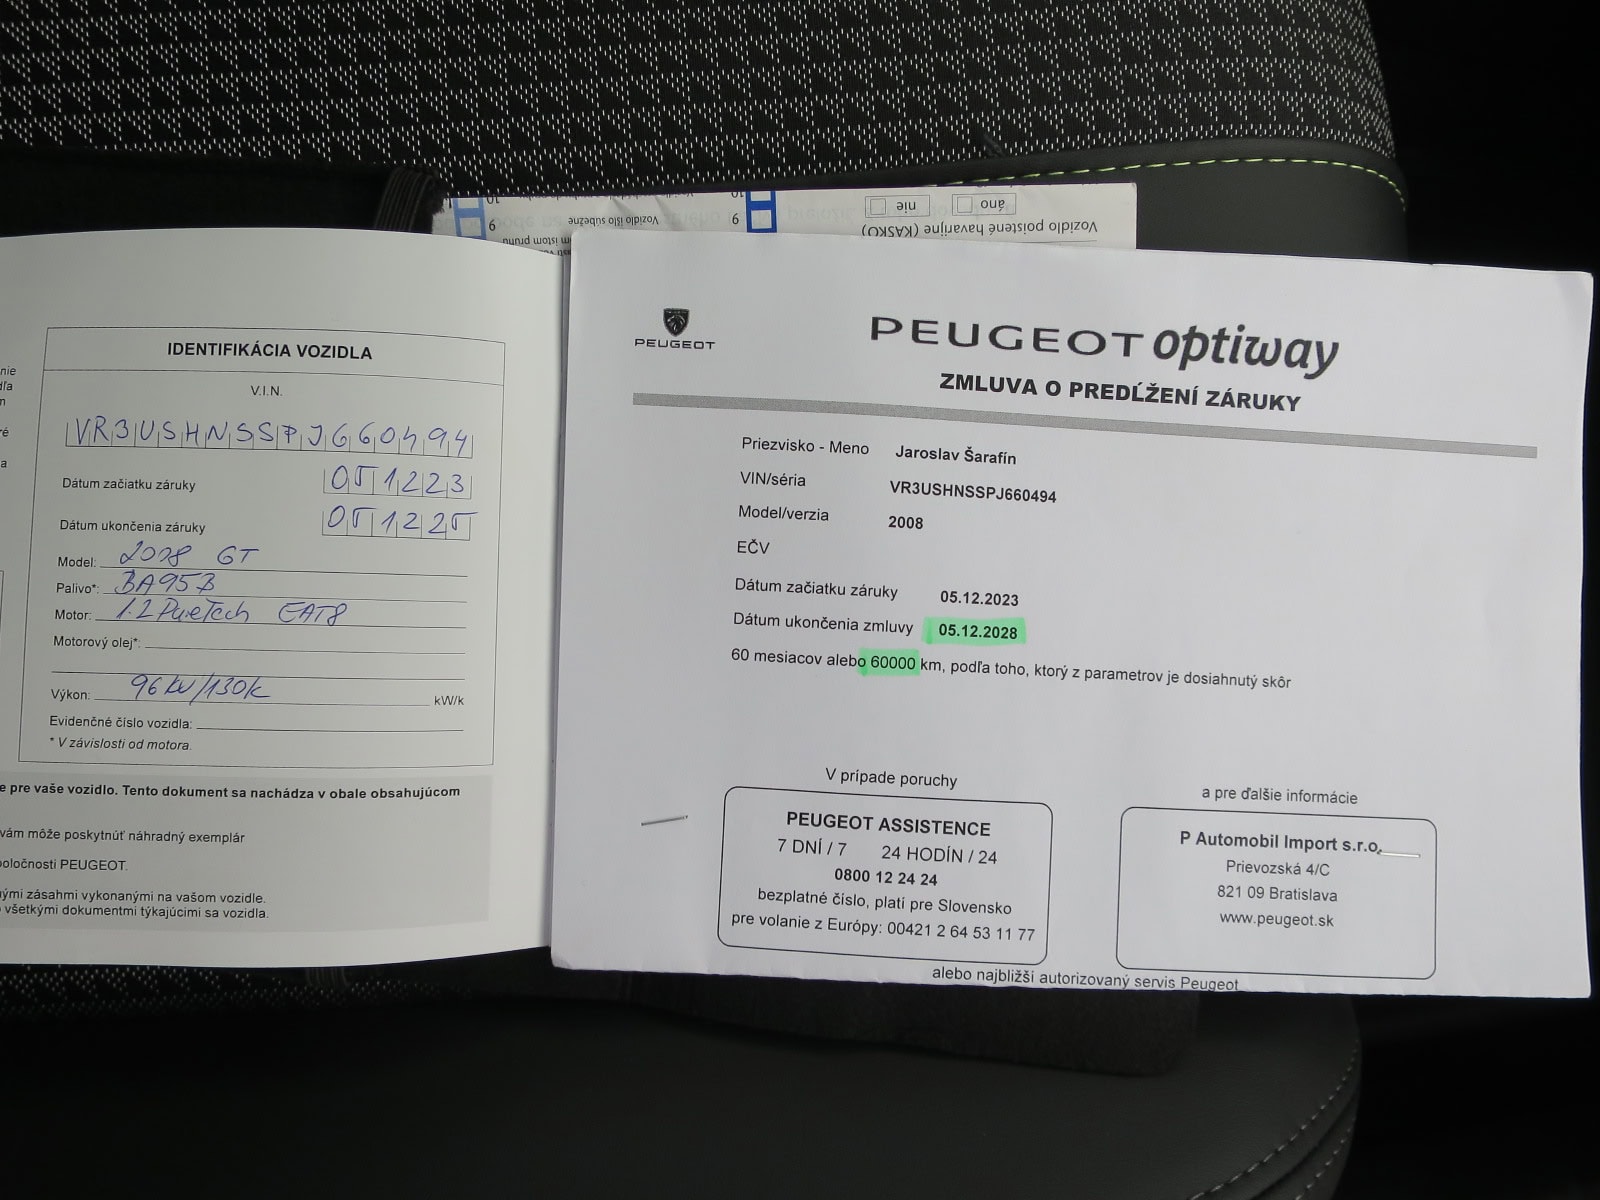 10
9
Vozidlo išlo súbežne
9
10
nie
áno
Vozidlo poistené havarijne (KASKO)
IDENTIFIKÁCIA VOZIDLA
V.I.N.
VR3USHNSSPJ660494
Dátum začiatku záruky 051223
Dátum ukončenia záruky 051225
Model: 2008 GT
Palivo*: BA95B
Motor: 1.2 PureTech EAT8
Motorový olej*:
Výkon: 96kW/130k kW/k
Evidenčné číslo vozidla:
* V závislosti od motora.
e pre vaše vozidlo. Tento dokument sa nachádza v obale obsahujúcom
vám môže poskytnúť náhradný exemplár
poločnosti PEUGEOT.
ými zásahmi vykonanými na vašom vozidle.
všetkými dokumentmi týkajúcimi sa vozidla.
PEUGEOT
PEUGEOT optiway
ZMLUVA O PREDĹŽENÍ ZÁRUKY
Priezvisko - Meno Jaroslav Šarafín
VIN/séria VR3USHNSSPJ660494
Model/verzia 2008
EČV
Dátum začiatku záruky 05.12.2023
Dátum ukončenia zmluvy 05.12.2028
60 mesiacov alebo 60000 km, podľa toho, ktorý z parametrov je dosiahnutý skôr
V prípade poruchy
PEUGEOT ASSISTENCE
7 DNÍ / 7 24 HODÍN / 24
0800 12 24 24
bezplatné číslo, platí pre Slovensko
pre volanie z Európy: 00421 2 64 53 11 77
a pre ďalšie informácie
P Automobil Import s.r.o.
Prievozská 4/C
821 09 Bratislava
www.peugeot.sk
alebo najbližší autorizovaný servis Peugeot